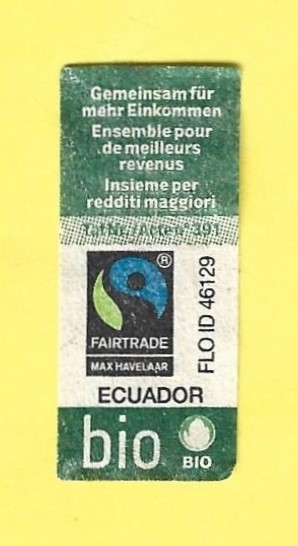 Gemeinsam für
mehr Einkommen
Ensemble pour
de meilleurs
revenus
Insieme per
redditi maggiori
391
®
FAIRTRADE
MAX HAVELAAR
FLO ID 46129
ECUADOR
bio
BIO